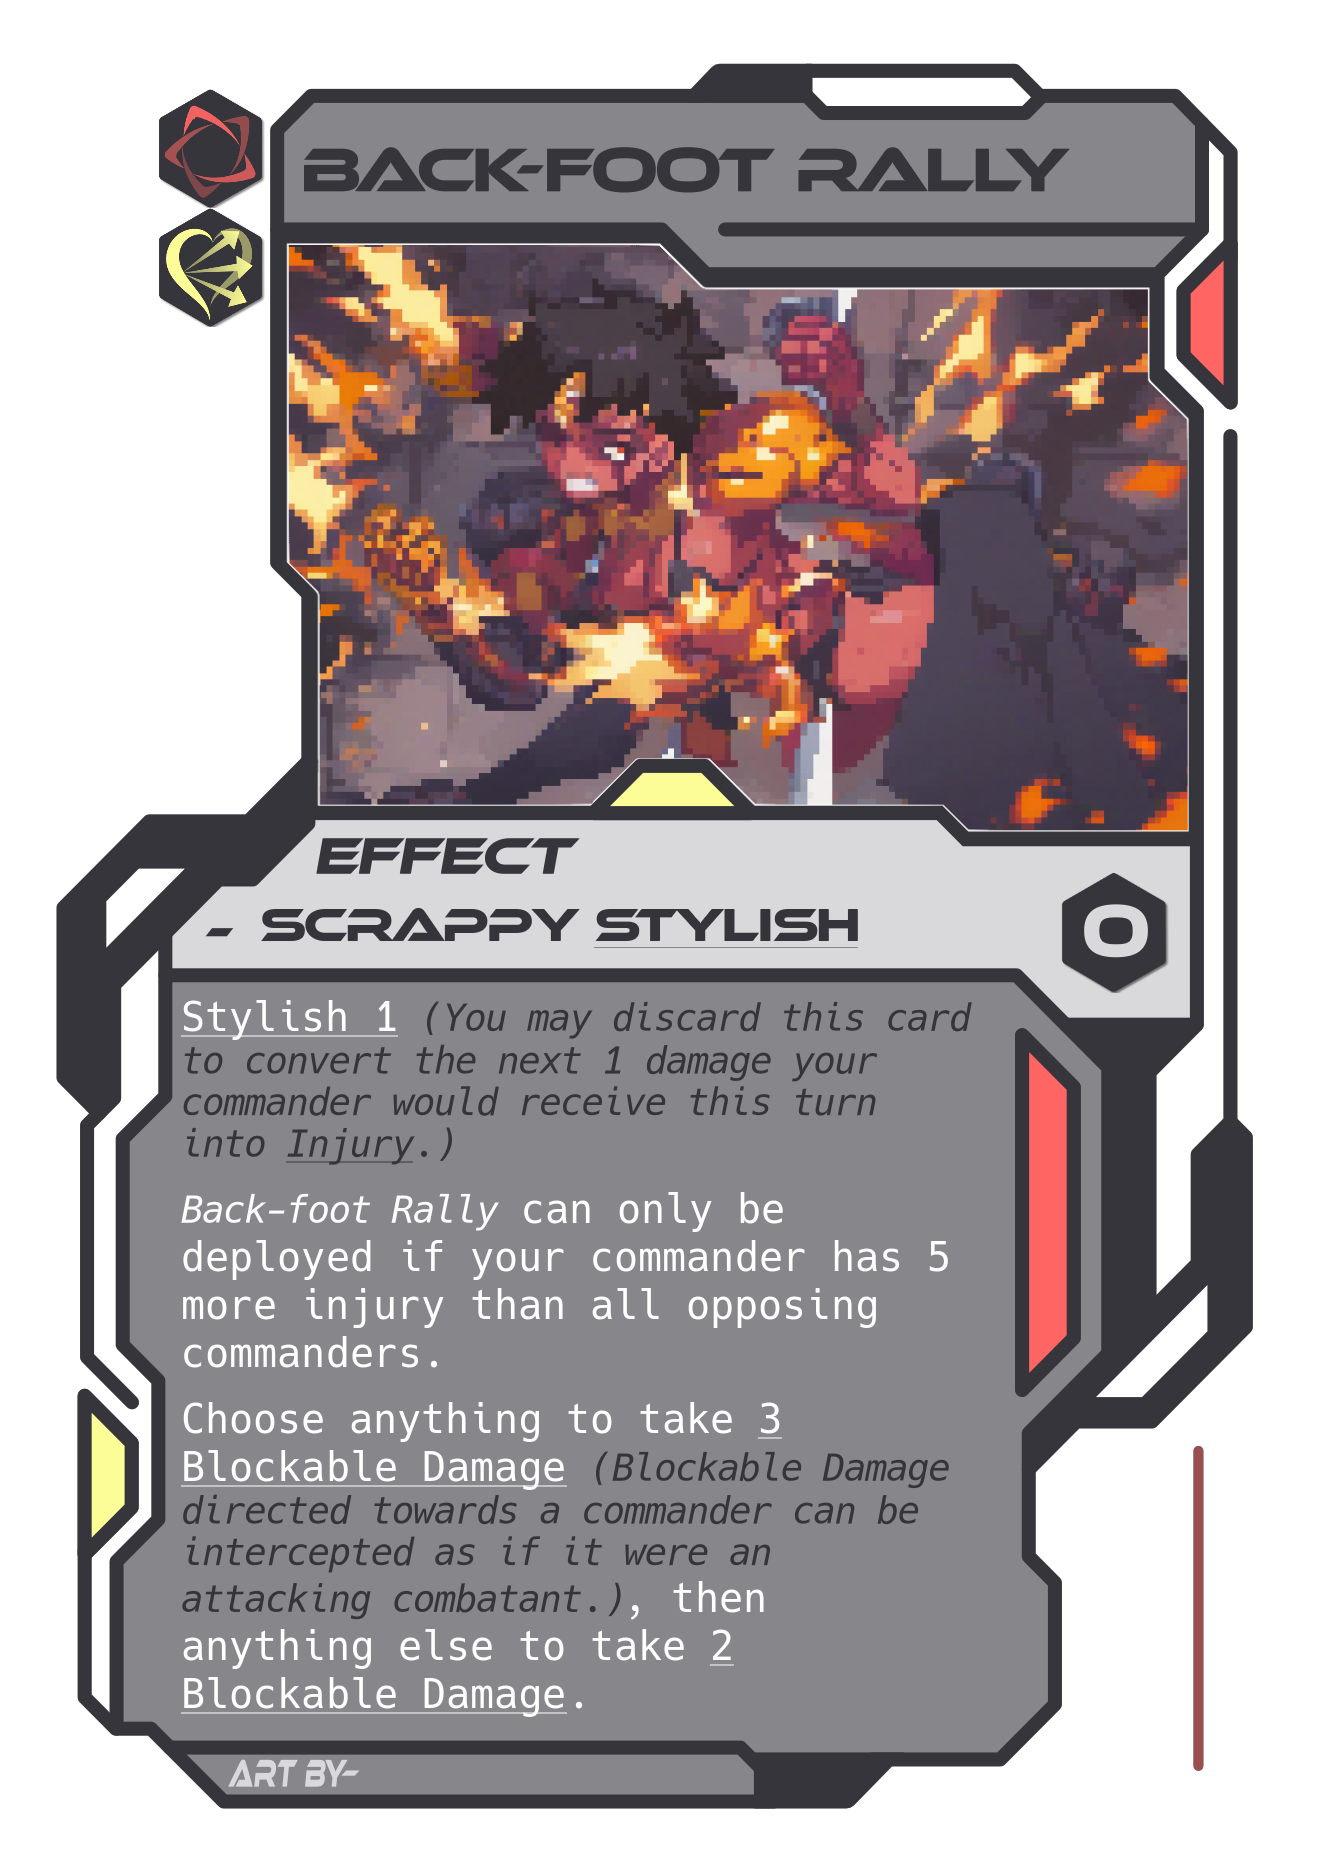 BACK-FOOT RALLY
EFFECT
- SCRAPPY STYLISH
0
Stylish 1 (You may discard this card
to convert the next 1 damage your
commander would receive this turn
into Injury.)
Back-foot Rally can only be
deployed if your commander has 5
more injury than all opposing
commanders.
Choose anything to take 3
Blockable Damage (Blockable Damage
directed towards a commander can be
intercepted as if it were an
attacking combatant.), then
anything else to take 2
Blockable Damage.
ART BY-